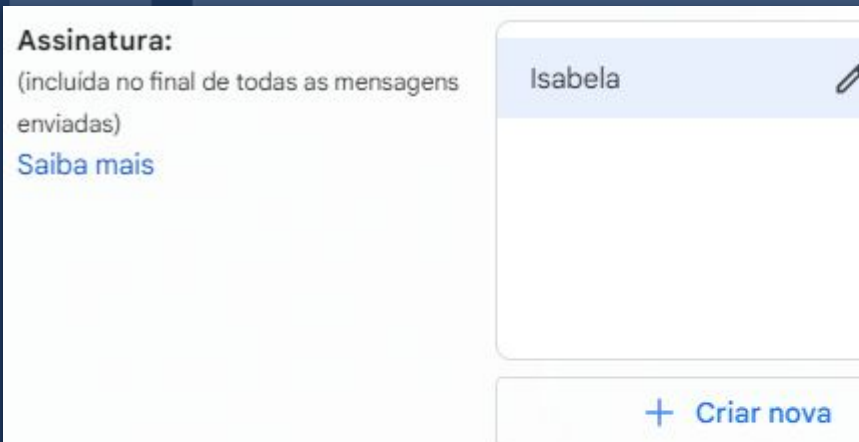 Assinatura:
(incluída no final de todas as mensagens
enviadas)
Saiba mais
Isabela
+ Criar nova